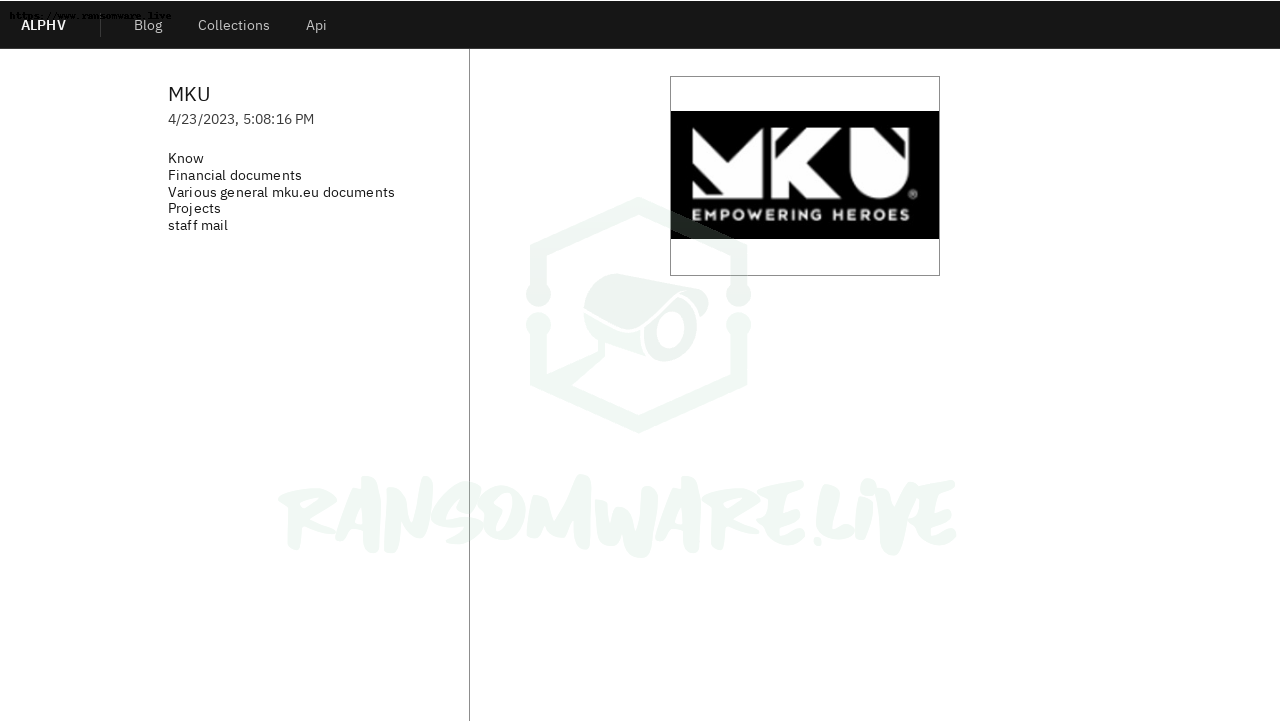 https://www.ransomware.live
ALPHV
Blog
Collections
Api
MKU
4/23/2023, 5:08:16 PM
Know
Financial documents
Various general mku.eu documents
Projects
staff mail
MKU®
EMPOWERING HEROES
RANSOMWARE.LIVE